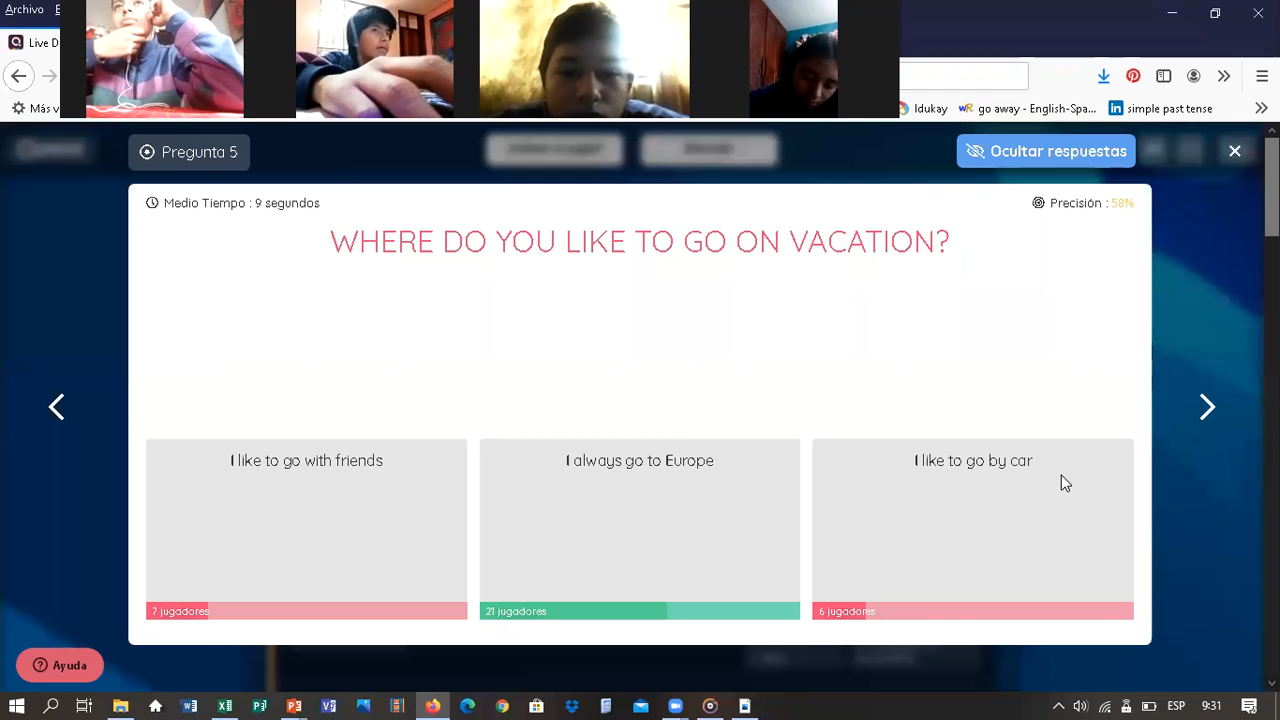 Archivo
Live D
Más v
Idukay
go away - English-Spa...
simple past tense
Pregunta 5
Ocultar respuestas
Medio Tiempo : 9 segundos
Precisión : 58%
WHERE DO YOU LIKE TO GO ON VACATION?
I like to go with friends
I always go to Europe
I like to go by car
7 jugadores
21 jugadores
6 jugadores
Ayuda
ESP
9:31